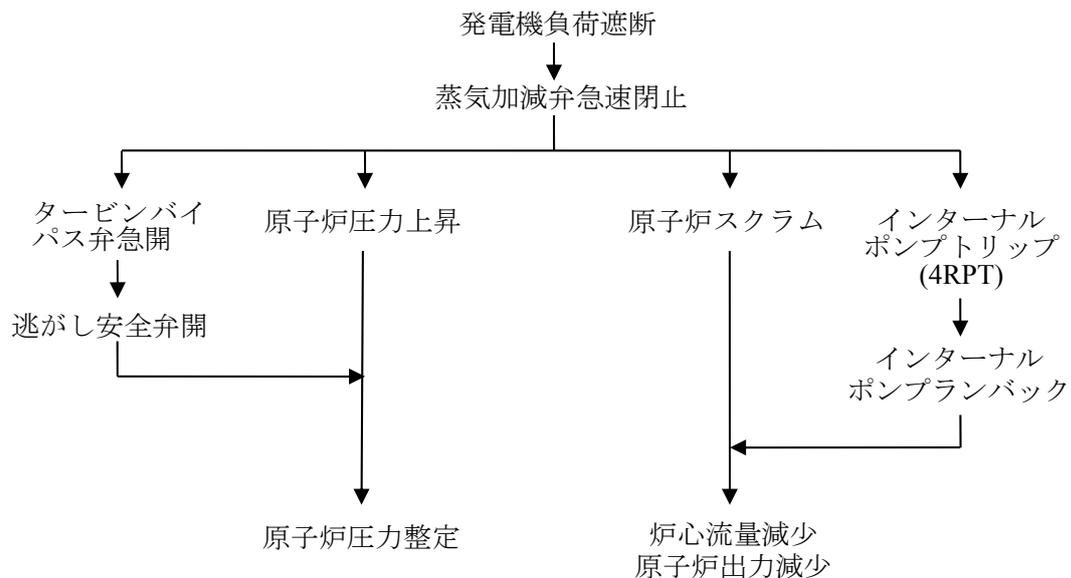 発電機負荷遮断
蒸気加減弁急速閉止
タービンバイ
パス弁急開
逃がし安全弁開
原子炉圧力上昇
原子炉圧力整定
原子炉スクラム
インターナル
ポンプトリップ
(4RPT)
インターナル
ポンプランバック
炉心流量減少
原子炉出力減少